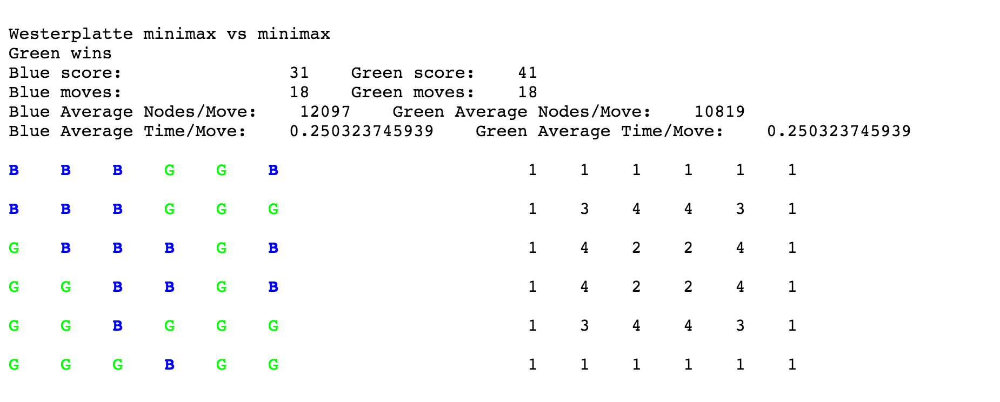 Westerplatte minimax vs minimax
Green wins
Blue score: 31 Green score: 41
Blue moves: 18 Green moves: 18
Blue Average Nodes/Move: 12097 Green Average Nodes/Move: 10819
Blue Average Time/Move: 0.250323745939 Green Average Time/Move: 0.250323745939
B B B G G B 1 1 1 1 1 1
B B B G G G 1 3 4 4 3 1
G B B B G B 1 4 2 2 4 1
G G B B G B 1 4 2 2 4 1
G G B G G G 1 3 4 4 3 1
G G G B G G 1 1 1 1 1 1